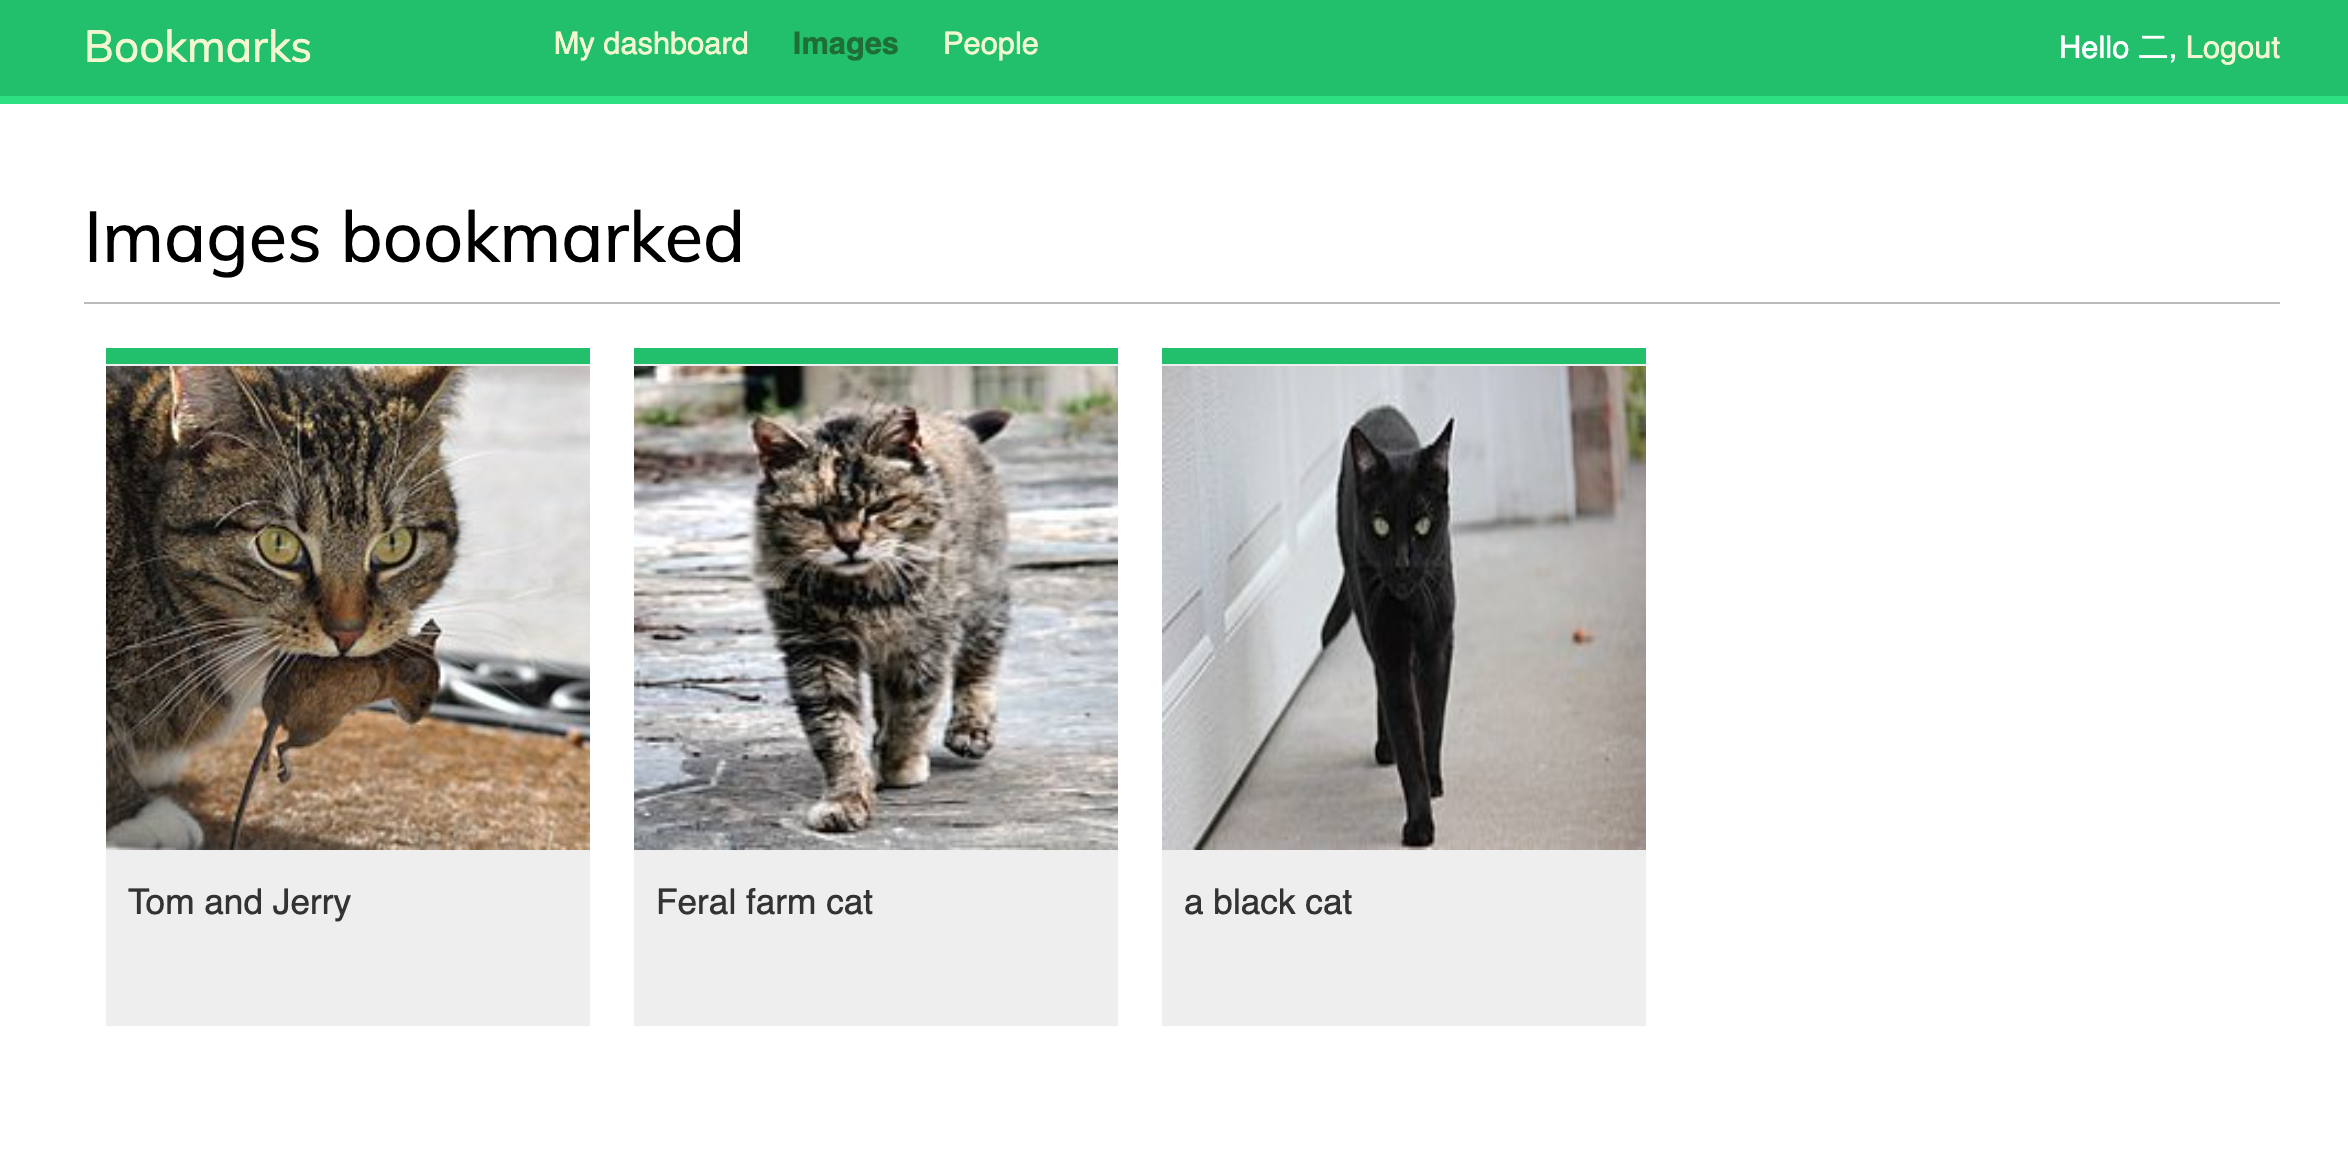 Bookmarks
My dashboard Images People
Hello 二, Logout
Images bookmarked
Tom and Jerry
Feral farm cat
a black cat